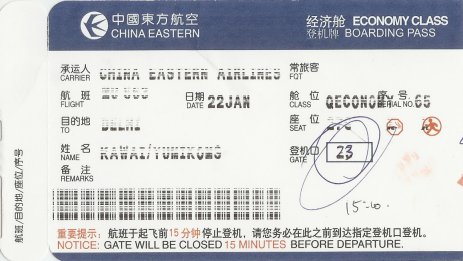 中國東方航空
CHINA EASTERN
经济舱 ECONOMY CLASS
登机牌 BOARDING PASS
承运人 CARRIER CHINA EASTERN AIRLINES
常旅客 FQT
航班 FLIGHT MU 563 日期 DATE 22JAN
舱位 CLASS QECONOMY 序号 SERIAL NO. 65
目的地 TO DELHI
座位 SEAT 27C
姓名 NAME KAWAI/YUMIKOMS
登机口 GATE 23
备注 REMARKS
航班/目的地/座位/序号
重要提示：航班于起飞前15分钟停止登机，请您务必在此之前到达指定登机口登机。
NOTICE: GATE WILL BE CLOSED 15 MINUTES BEFORE DEPARTURE.